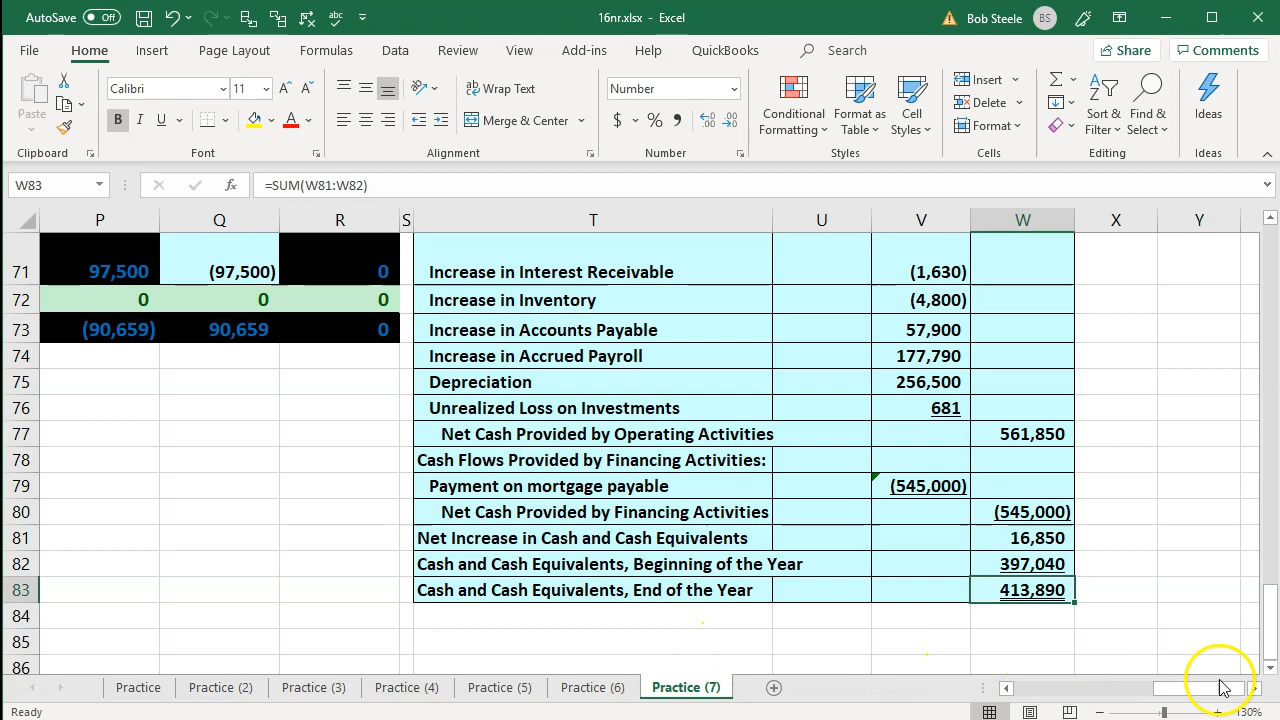 AutoSave Off 16nr.xlsx - Excel Bob Steele BS
File Home Insert Page Layout Formulas Data Review View Add-ins Help QuickBooks Search Share Comments
Paste Calibri 11 Wrap Text Number Conditional Formatting Format as Table Cell Styles Insert Sort & Filter Find & Select Ideas
B I U Merge & Center $ % Delete
Format
Clipboard Font Alignment Number Styles Cells Editing Ideas
W83 fx =SUM(W81:W82)
P Q R S T U V W X Y
71 97,500 (97,500) 0 Increase in Interest Receivable (1,630)
72 0 0 0 Increase in Inventory (4,800)
73 (90,659) 90,659 0 Increase in Accounts Payable 57,900
74 Increase in Accrued Payroll 177,790
75 Depreciation 256,500
76 Unrealized Loss on Investments 681
77 Net Cash Provided by Operating Activities 561,850
78 Cash Flows Provided by Financing Activities:
79 Payment on mortgage payable (545,000)
80 Net Cash Provided by Financing Activities (545,000)
81 Net Increase in Cash and Cash Equivalents 16,850
82 Cash and Cash Equivalents, Beginning of the Year 397,040
83 Cash and Cash Equivalents, End of the Year 413,890
84
85
86
Practice Practice (2) Practice (3) Practice (4) Practice (5) Practice (6) Practice (7)
Ready 130%